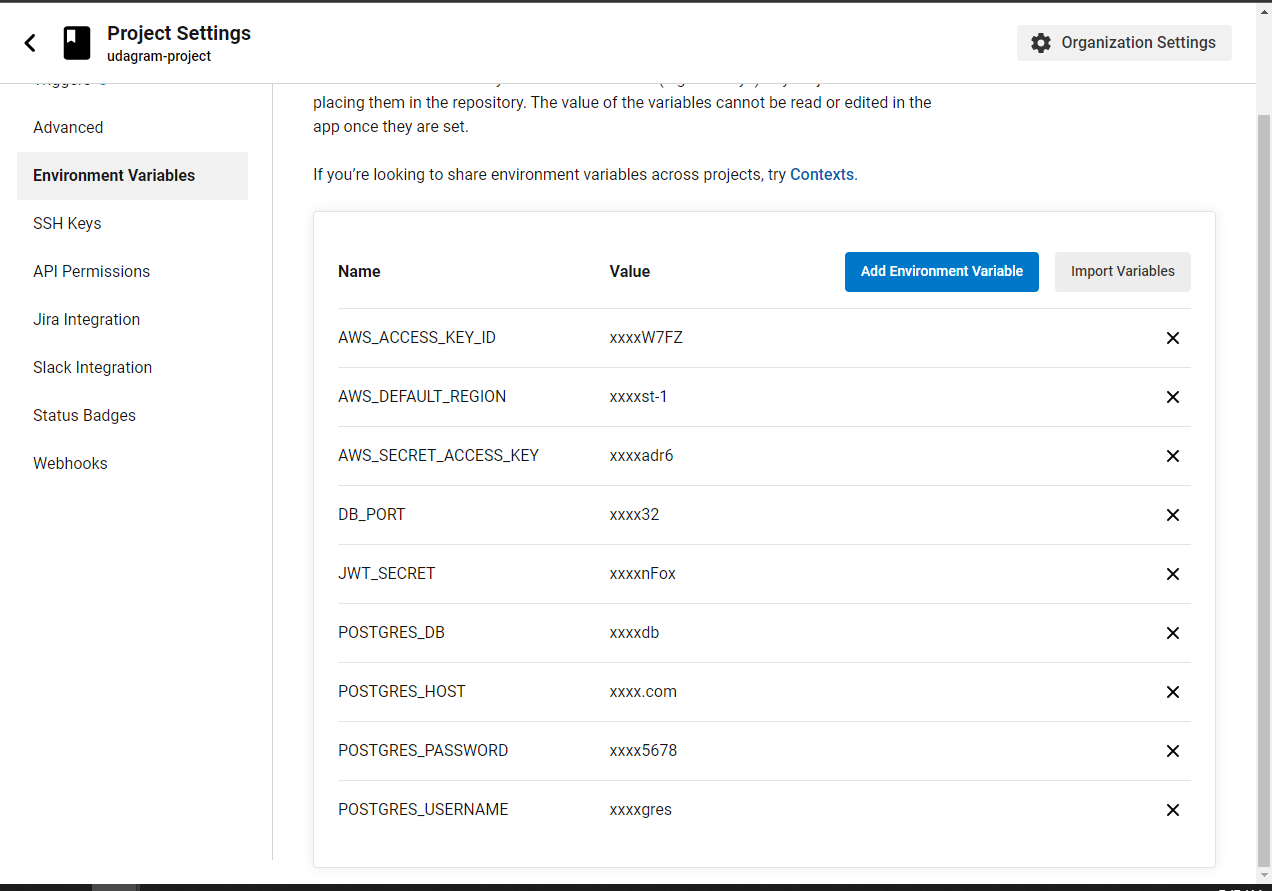 Project Settings
udagram-project
Organization Settings
Advanced
Environment Variables
SSH Keys
API Permissions
Jira Integration
Slack Integration
Status Badges
Webhooks
placing them in the repository. The value of the variables cannot be read or edited in the
app once they are set.
If you’re looking to share environment variables across projects, try Contexts.
Name Value Add Environment Variable Import Variables
AWS_ACCESS_KEY_ID xxxxW7FZ
AWS_DEFAULT_REGION xxxxst-1
AWS_SECRET_ACCESS_KEY xxxxadr6
DB_PORT xxxx32
JWT_SECRET xxxxnFox
POSTGRES_DB xxxxdb
POSTGRES_HOST xxxx.com
POSTGRES_PASSWORD xxxx5678
POSTGRES_USERNAME xxxxgres